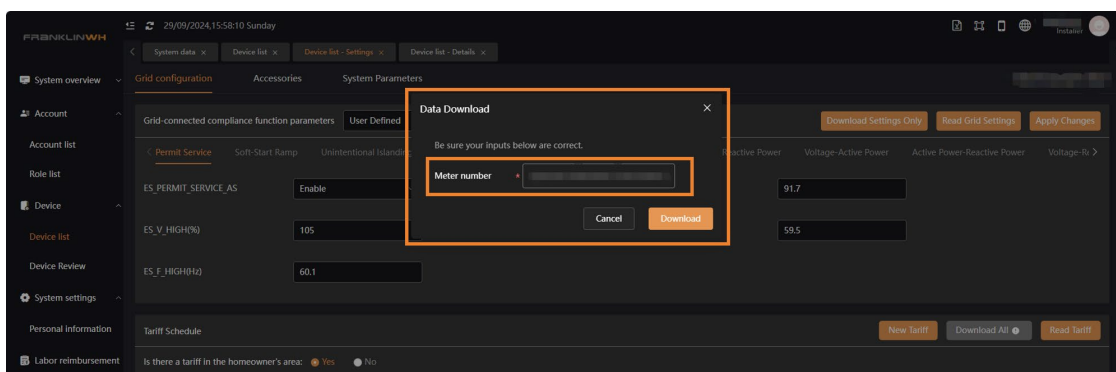 FRANKLINWH
29/09/2024,15:58:10 Sunday
Installer
System data × Device list × Device list - Settings × Device list - Details ×
System overview
Grid configuration Accessories System Parameters
Account
Account list
Role list
Device
Device list
Device Review
System settings
Personal information
Labor reimbursement
Grid-connected compliance function parameters User Defined
Download Settings Only Read Grid Settings Apply Changes
Permit Service Soft-Start Ramp Unintentional Islanding Reactive Power Voltage-Active Power Active Power-Reactive Power
ES_PERMIT_SERVICE_AS Enable 91.7
ES_V_HIGH(%) 105 59.5
ES_F_HIGH(Hz) 60.1
Data Download ×
Be sure your inputs below are correct.
Meter number *
Cancel Download
Tariff Schedule
New Tariff Download All Read Tariff
Is there a tariff in the homeowner's area: Yes No